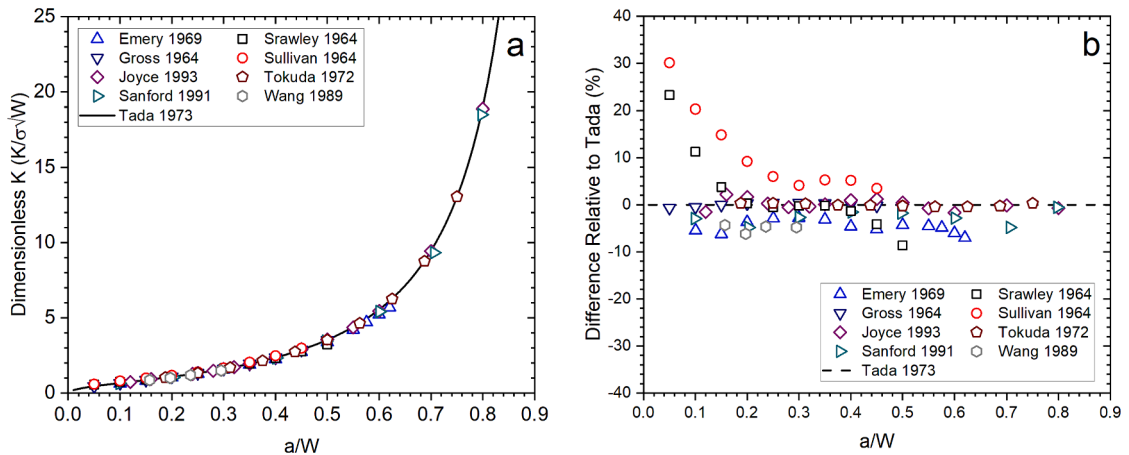 a
Dimensionless K (K/σ√W)
25
20
15
10
5
0
Emery 1969
Srawley 1964
Gross 1964
Sullivan 1964
Joyce 1993
Tokuda 1972
Sanford 1991
Wang 1989
Tada 1973
0.0 0.1 0.2 0.3 0.4 0.5 0.6 0.7 0.8 0.9
a/W
b
Difference Relative to Tada (%)
40
30
20
10
0
-10
-20
-30
-40
Emery 1969
Srawley 1964
Gross 1964
Sullivan 1964
Joyce 1993
Tokuda 1972
Sanford 1991
Wang 1989
Tada 1973
0.0 0.1 0.2 0.3 0.4 0.5 0.6 0.7 0.8 0.9
a/W